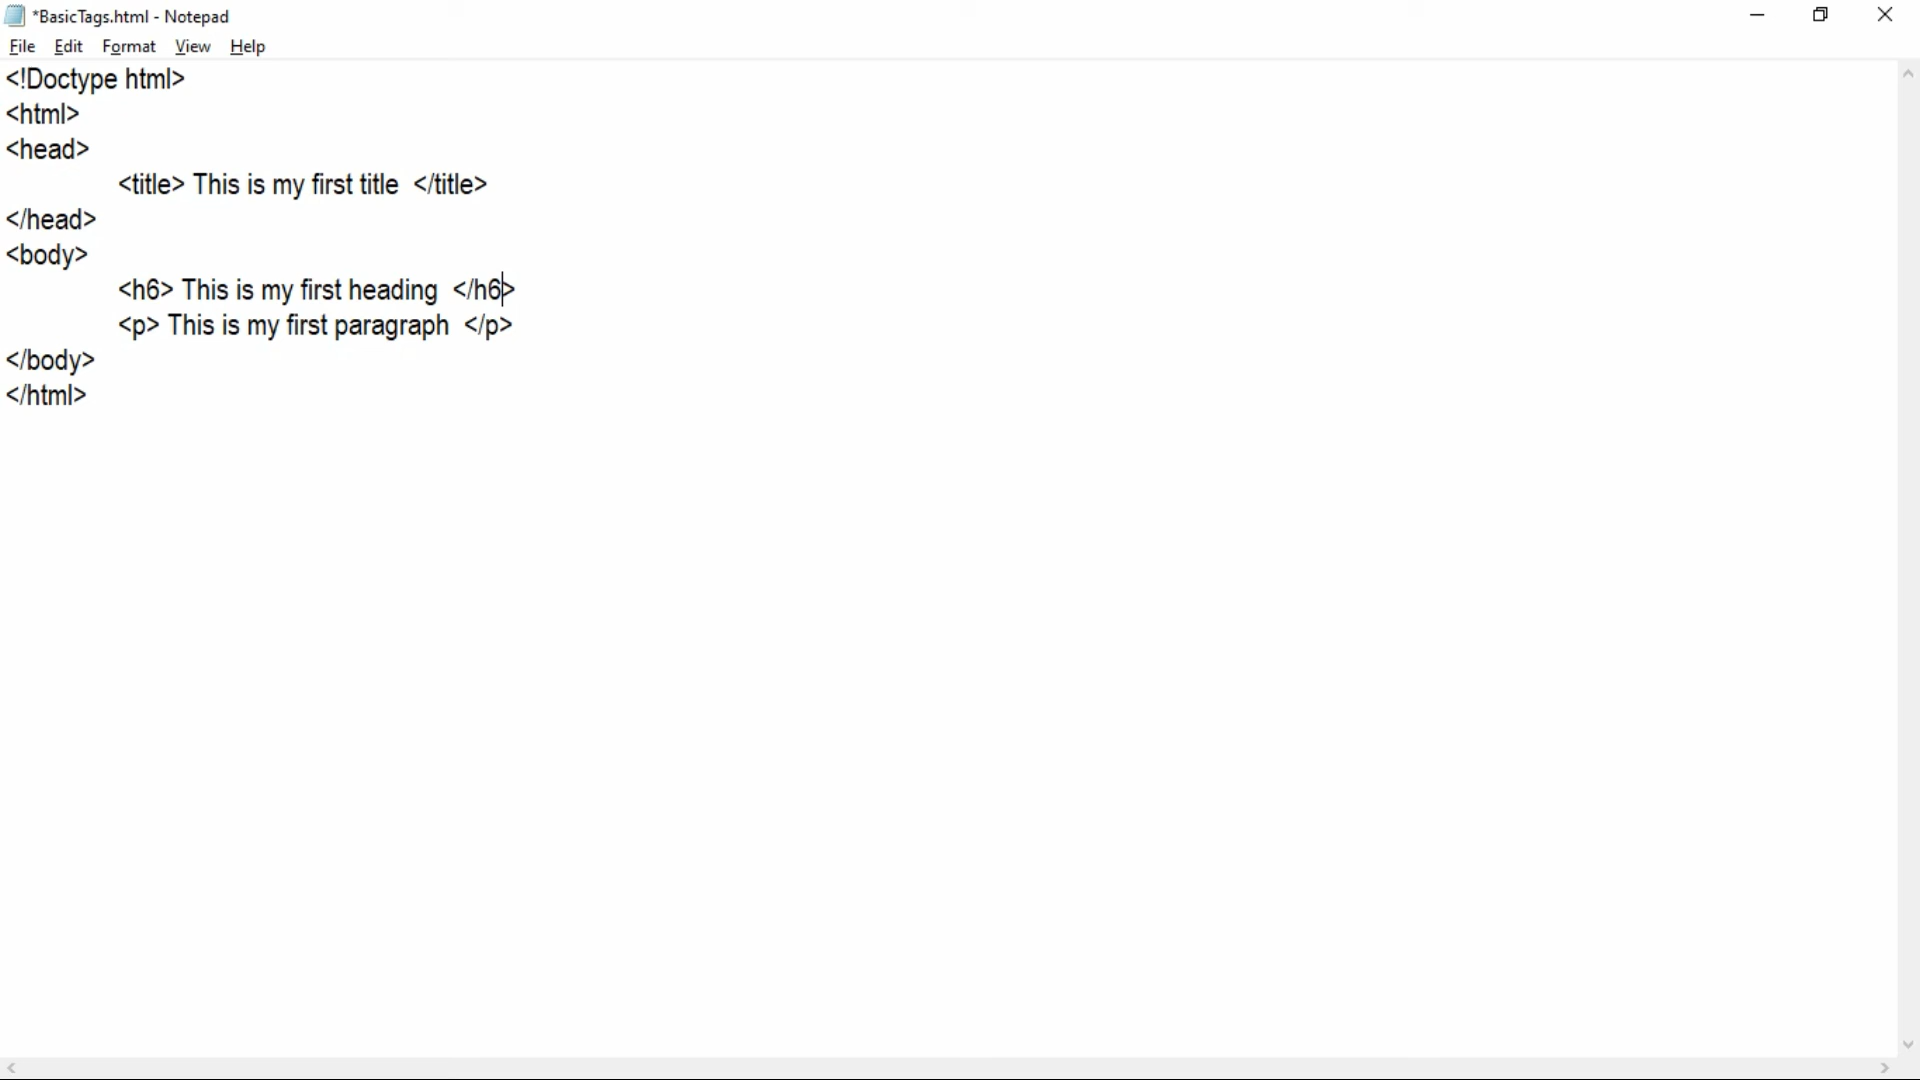 *BasicTags.html - Notepad
File Edit Format View Help
<!Doctype html>
<html>
<head>
<title> This is my first title  </title>
</head>
<body>
<h6> This is my first heading  </h6>
<p> This is my first paragraph  </p>
</body>
</html>